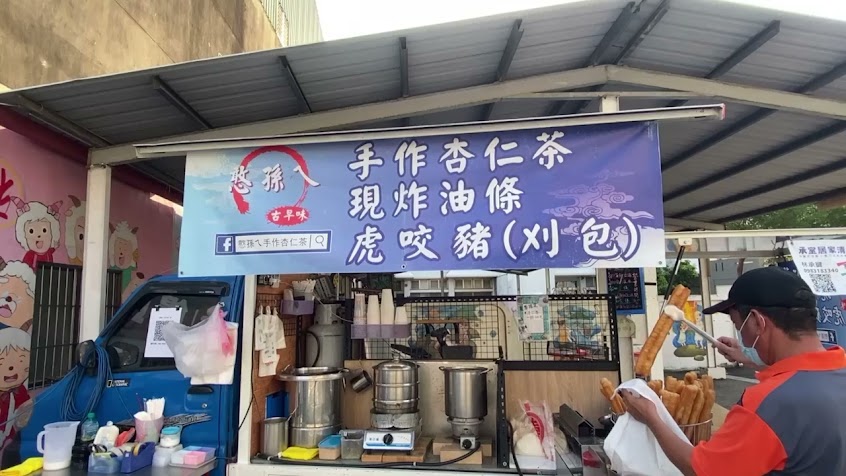 憨孫ㄟ
古早味
f 憨孫ㄟ手作杏仁茶
手作杏仁茶
現炸油條
虎咬豬(刈包)